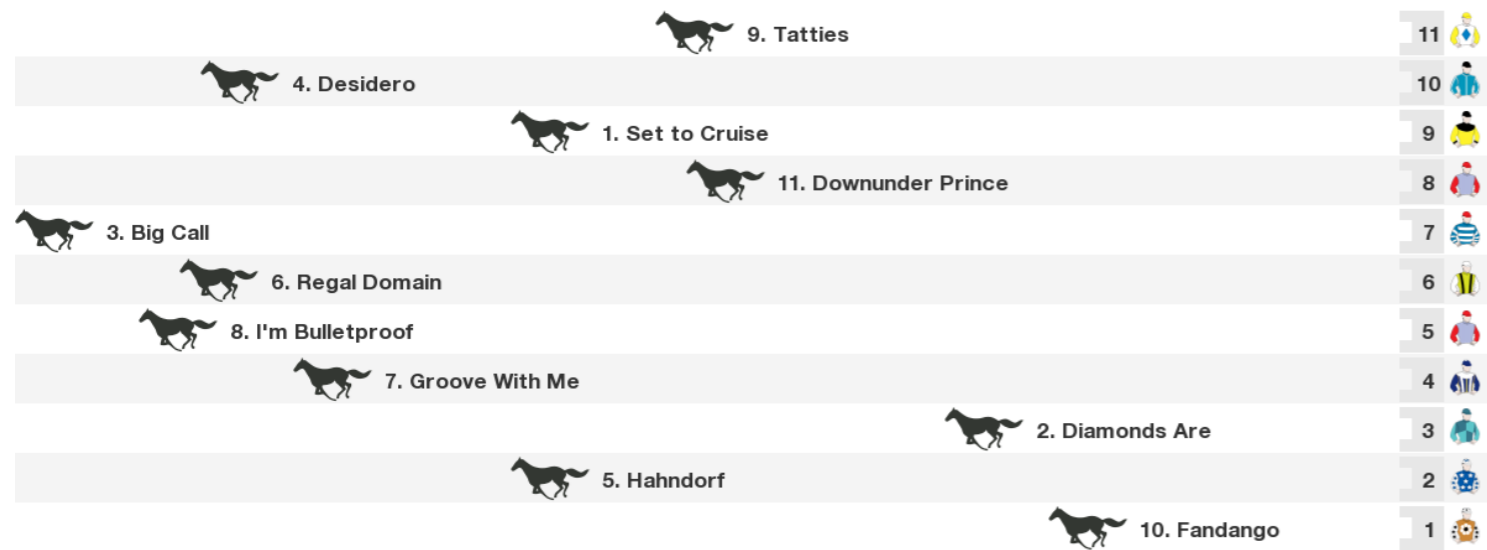 9. Tatties 11
4. Desidero 10
1. Set to Cruise 9
11. Downunder Prince 8
3. Big Call 7
6. Regal Domain 6
8. I'm Bulletproof 5
7. Groove With Me 4
2. Diamonds Are 3
5. Hahndorf 2
10. Fandango 1